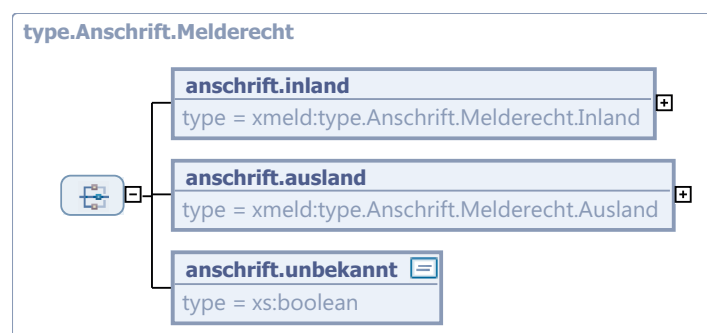 type.Anschrift.Melderecht
anschrift.inland
type = xmeld:type.Anschrift.Melderecht.Inland
anschrift.ausland
type = xmeld:type.Anschrift.Melderecht.Ausland
anschrift.unbekannt
type = xs:boolean